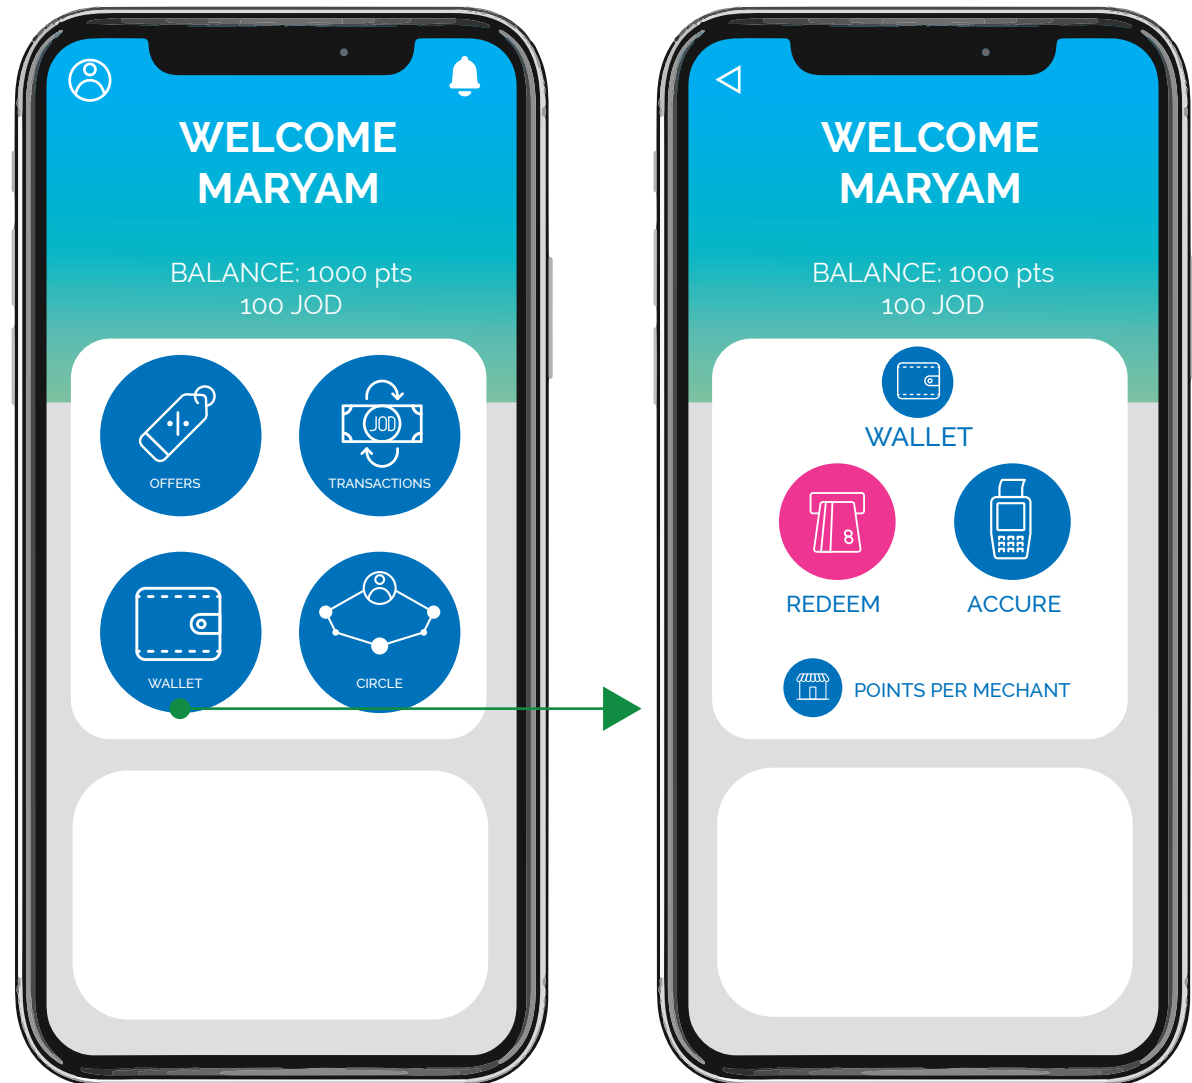 WELCOME
MARYAM
BALANCE: 1000 pts
100 JOD
OFFERS
JOD
TRANSACTIONS
WALLET
CIRCLE
WELCOME
MARYAM
BALANCE: 1000 pts
100 JOD
WALLET
8
REDEEM
ACCURE
POINTS PER MECHANT